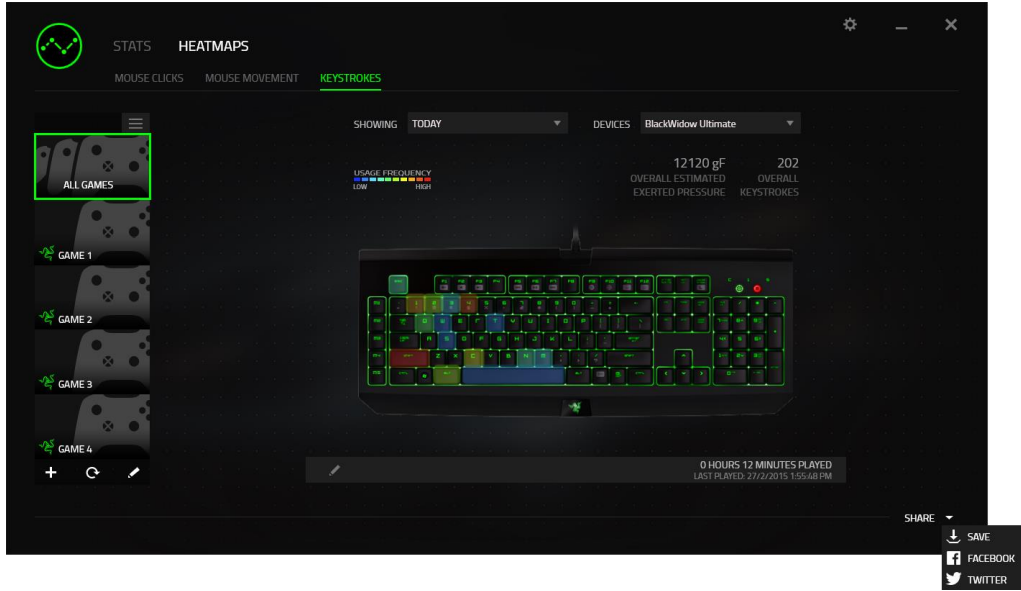 STATS HEATMAPS
MOUSE CLICKS MOUSE MOVEMENT KEYSTROKES
SHOWING TODAY DEVICES BlackWidow Ultimate
USAGE FREQUENCY
LOW HIGH
12120 gF 202
OVERALL ESTIMATED OVERALL
EXERTED PRESSURE KEYSTROKES
ALL GAMES
GAME 1
GAME 2
GAME 3
GAME 4
0 HOURS 12 MINUTES PLAYED
LAST PLAYED: 27/2/2015 1:55:48 PM
SHARE
SAVE
FACEBOOK
TWITTER